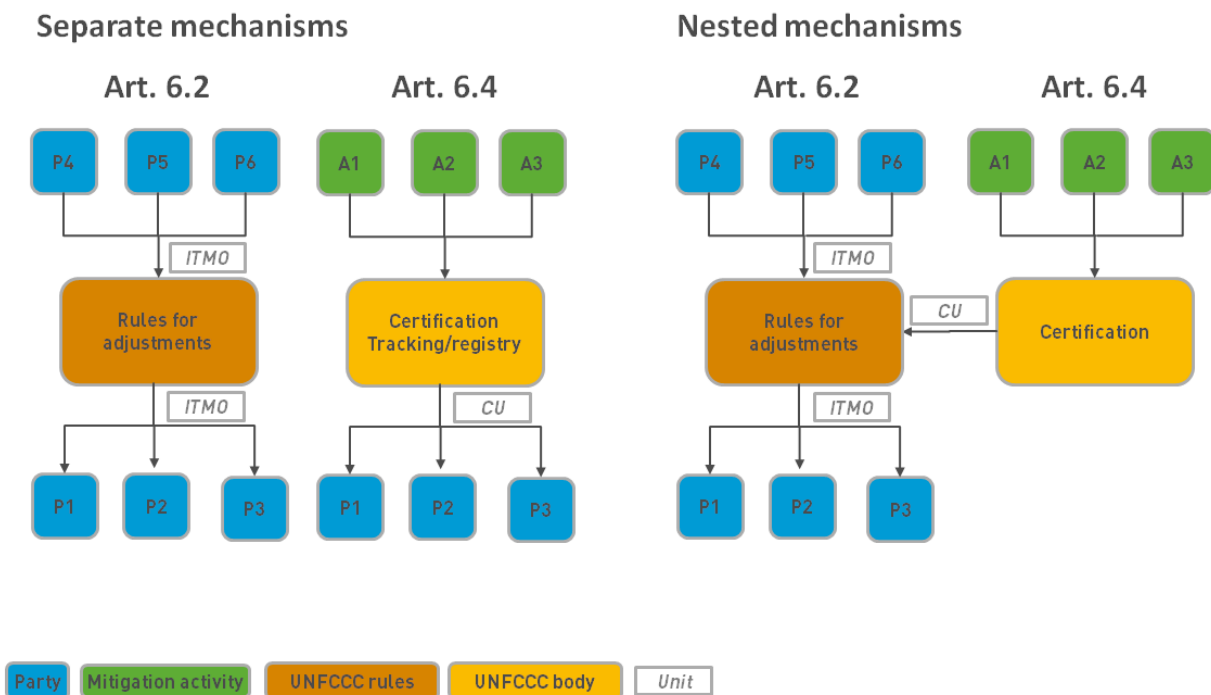 Separate mechanisms
Nested mechanisms
Art. 6.2
Art. 6.4
Art. 6.2
Art. 6.4
P4
P5
P6
A1
A2
A3
P4
P5
P6
A1
A2
A3
ITMO
ITMO
Rules for
adjustments
Certification
Tracking/registry
Rules for
adjustments
CU
Certification
ITMO
CU
ITMO
P1
P2
P3
P1
P2
P3
P1
P2
P3
Party
Mitigation activity
UNFCCC rules
UNFCCC body
Unit